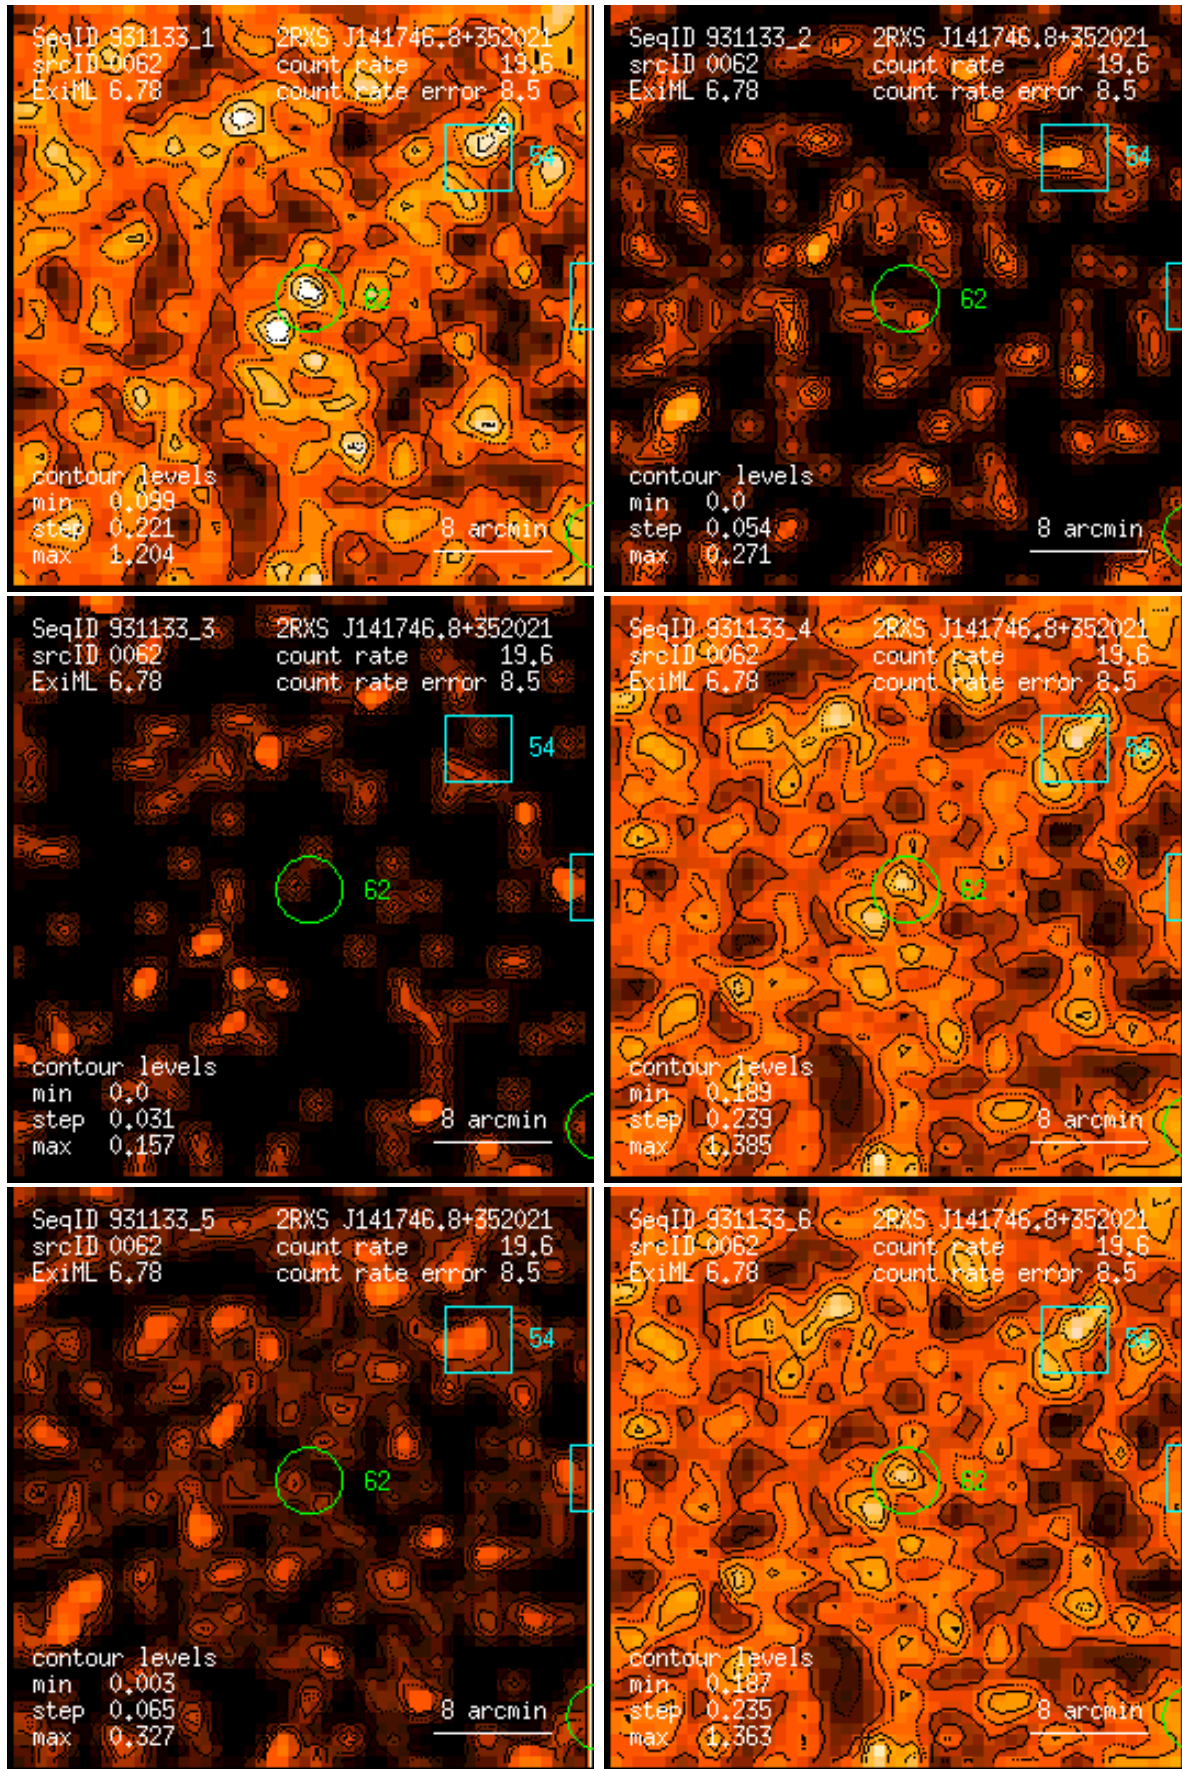 SeqID 931133_1 2RXS J141746.8+352021
srcID 0062 count rate 19.6
ExiML 6.78 count rate error 8.5
54
62
contour levels
min 0.099
step 0.221 8 arcmin
max 1.204
SeqID 931133_2 2RXS J141746.8+352021
srcID 0062 count rate 19.6
ExiML 6.78 count rate error 8.5
54
62
contour levels
min 0.0
step 0.054 8 arcmin
max 0.271
SeqID 931133_3 2RXS J141746.8+352021
srcID 0062 count rate 19.6
ExiML 6.78 count rate error 8.5
54
62
contour levels
min 0.0
step 0.031 8 arcmin
max 0.157
SeqID 931133_4 2RXS J141746.8+352021
srcID 0062 count rate 19.6
ExiML 6.78 count rate error 8.5
54
62
contour levels
min 0.189
step 0.239 8 arcmin
max 1.385
SeqID 931133_5 2RXS J141746.8+352021
srcID 0062 count rate 19.6
ExiML 6.78 count rate error 8.5
54
62
contour levels
min 0.003
step 0.065 8 arcmin
max 0.327
SeqID 931133_6 2RXS J141746.8+352021
srcID 0062 count rate 19.6
ExiML 6.78 count rate error 8.5
54
62
contour levels
min 0.187
step 0.235 8 arcmin
max 1.363